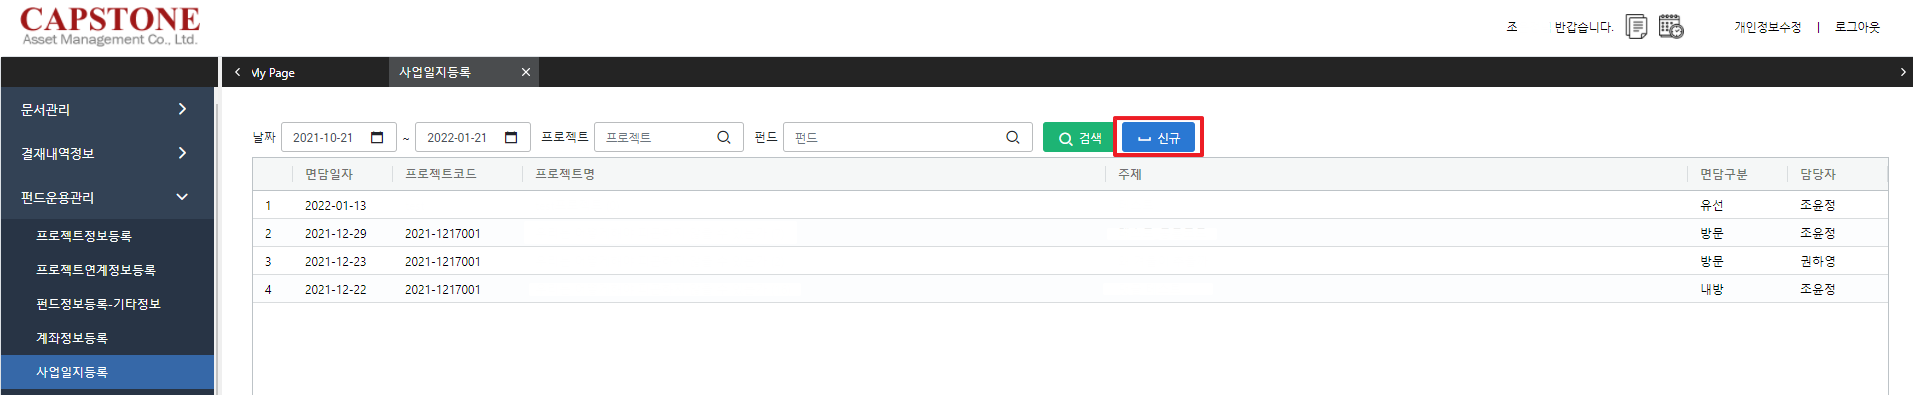 CAPSTONE
Asset Management Co., Ltd.
조 반갑습니다. 개인정보수정 | 로그아웃
My Page 사업일지등록
문서관리
결재내역정보
펀드운용관리
프로젝트정보등록
프로젝트연계정보등록
펀드정보등록-기타정보
계좌정보등록
사업일지등록
날짜 2021-10-21 ~ 2022-01-21 프로젝트 프로젝트 펀드 펀드 검색 신규
면담일자 프로젝트코드 프로젝트명 주제 면담구분 담당자
1 2022-01-13 유선 조윤정
2 2021-12-29 2021-1217001 방문 조윤정
3 2021-12-23 2021-1217001 방문 권하영
4 2021-12-22 2021-1217001 내방 조윤정